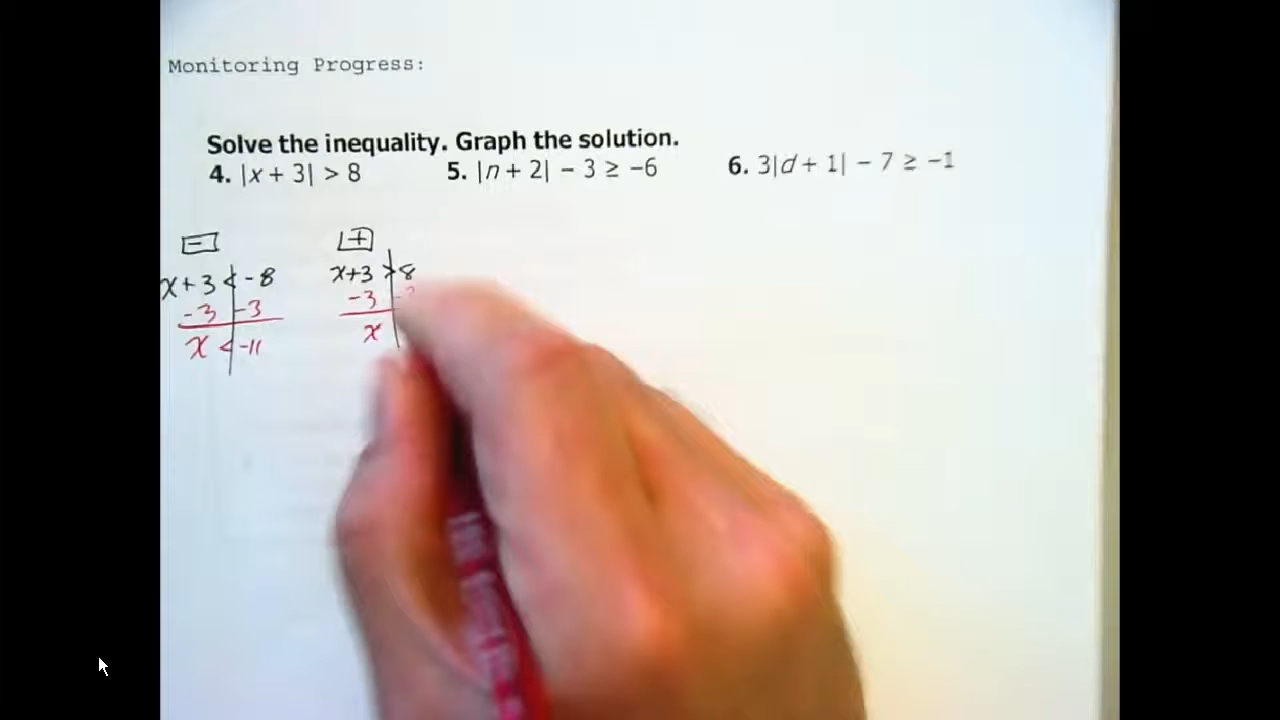 Monitoring Progress:
Solve the inequality. Graph the solution.
4. |x + 3| > 8
5. |n + 2| − 3 ≥ −6
6. 3|d + 1| − 7 ≥ −1
−
x+3 < -8
-3 -3
x < -11
+
x+3 > 8
-3
x